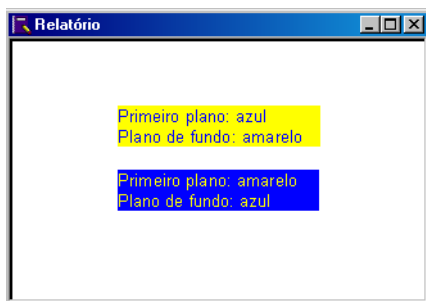 Relatório
Primeiro plano: azul
Plano de fundo: amarelo
Primeiro plano: amarelo
Plano de fundo: azul